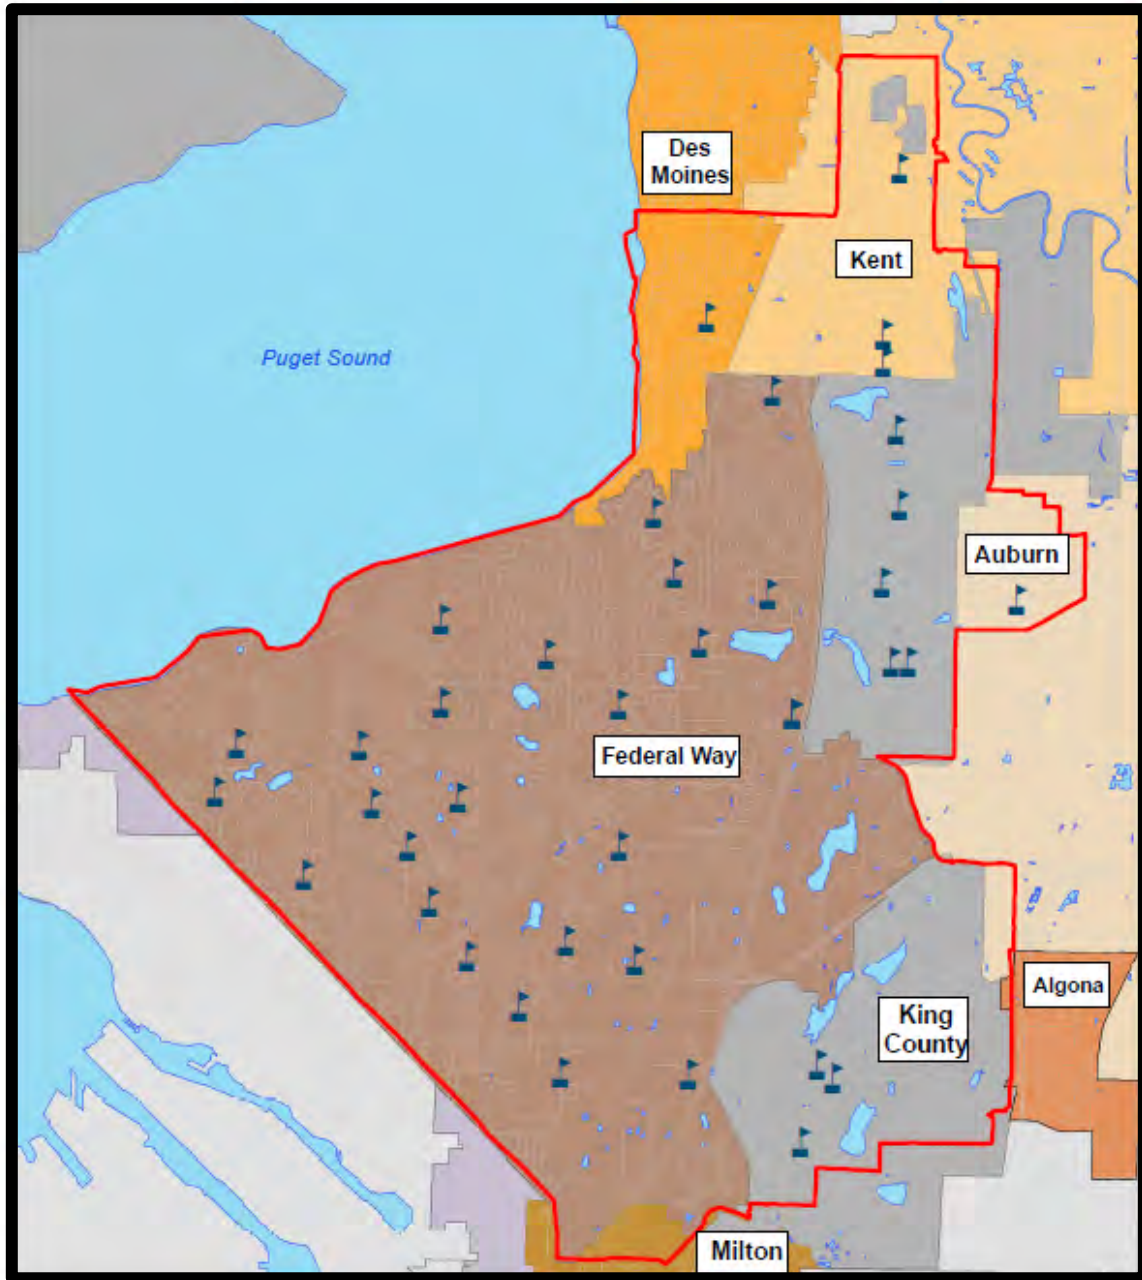 Des
Moines
Kent
Puget Sound
Auburn
Federal Way
Algona
King
County
Milton